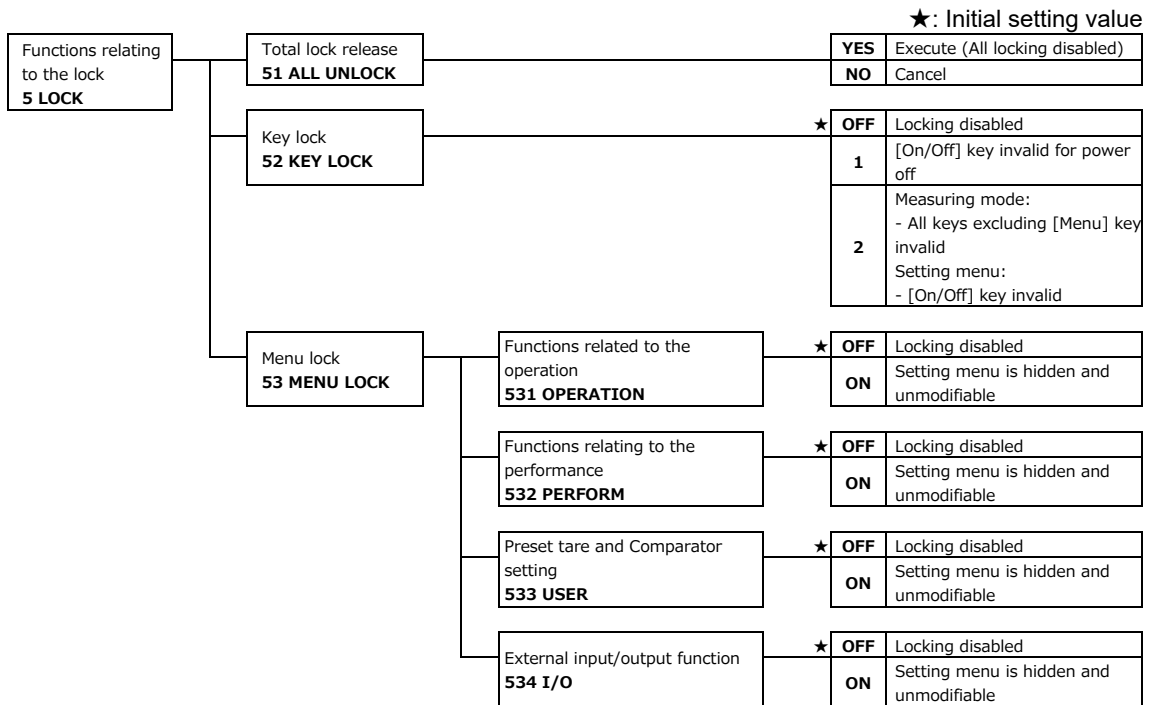 ★: Initial setting value
Functions relating
to the lock
5 LOCK
Total lock release
51 ALL UNLOCK
YES Execute (All locking disabled)
NO Cancel
Key lock
52 KEY LOCK
★ OFF Locking disabled
1 [On/Off] key invalid for power
off
2 Measuring mode:
- All keys excluding [Menu] key
invalid
Setting menu:
- [On/Off] key invalid
Menu lock
53 MENU LOCK
Functions related to the
operation
531 OPERATION
★ OFF Locking disabled
ON Setting menu is hidden and
unmodifiable
Functions relating to the
performance
532 PERFORM
★ OFF Locking disabled
ON Setting menu is hidden and
unmodifiable
Preset tare and Comparator
setting
533 USER
★ OFF Locking disabled
ON Setting menu is hidden and
unmodifiable
External input/output function
534 I/O
★ OFF Locking disabled
ON Setting menu is hidden and
unmodifiable